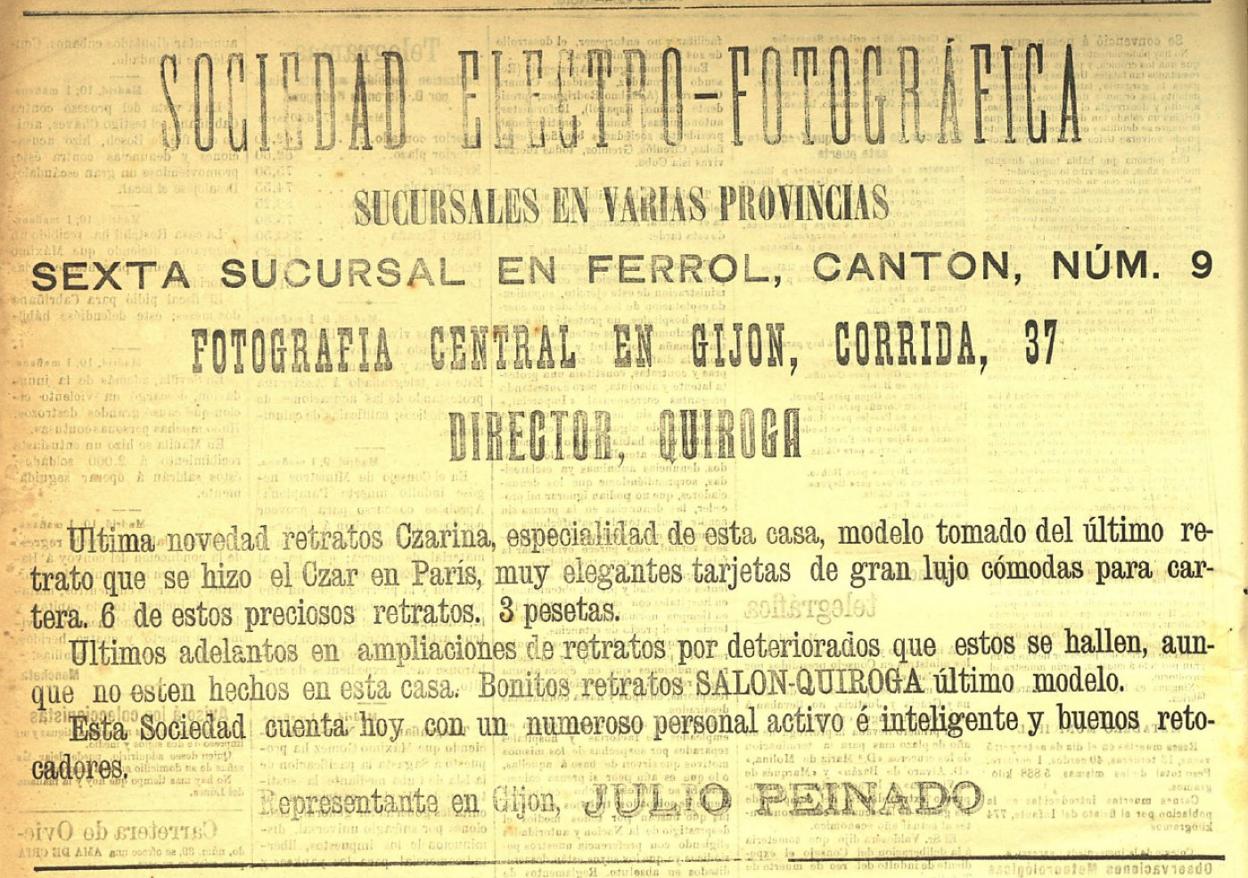 SOCIEDAD ELECTRO-FOTOGRÁFICA
SUCURSALES EN VARIAS PROVINCIAS
SEXTA SUCURSAL EN FERROL, CANTON, NÚM. 9
FOTOGRAFIA CENTRAL EN GIJON, CORRIDA, 37
DIRECTOR, QUIROGA
Ultima novedad retratos Czarina, especialidad de esta casa, modelo tomado del último re-
trato que se hizo el Czar en Paris, muy elegantes tarjetas de gran lujo cómodas para car-
tera. 6 de estos preciosos retratos. 3 pesetas.
Ultimos adelantos en ampliaciones de retratos por deteriorados que estos se hallen, aun-
que no esten hechos en esta casa. Bonitos retratos SALON-QUIROGA último modelo.
Esta Sociedad cuenta hoy con un numeroso personal activo é inteligente y buenos reto-
cadores.
Representante en Gijon, JULIO PEINADO